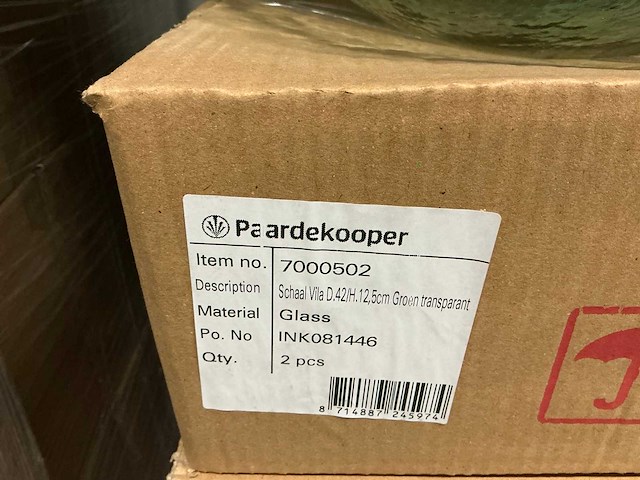 Paardekooper
Item no. 7000502
Description Schaal Vila D.42/H.12,5cm Groen transparant
Material Glass
Po. No INK081446
Qty. 2 pcs
8 714887 245974